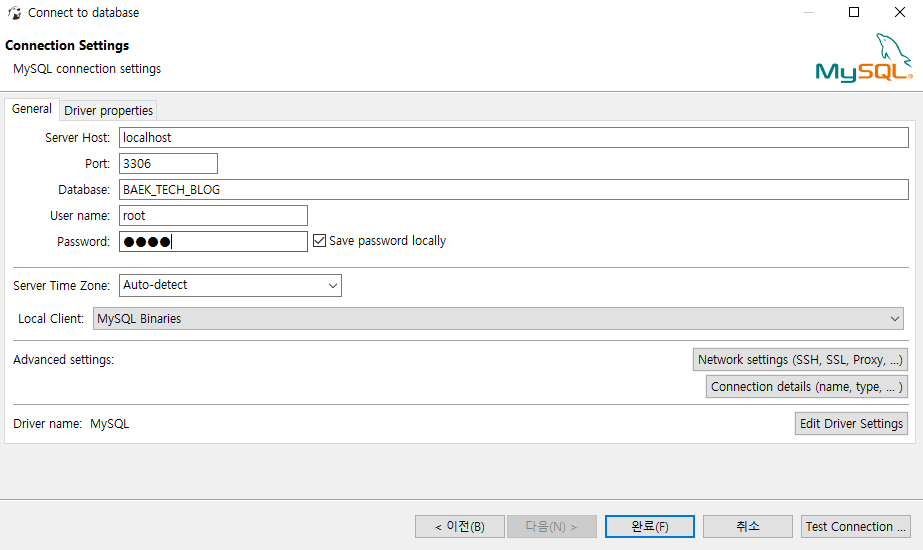 Connect to database
Connection Settings
MySQL connection settings
MySQL®
General Driver properties
Server Host: localhost
Port: 3306
Database: BAEK_TECH_BLOG
User name: root
Password: ●●●● Save password locally
Server Time Zone: Auto-detect
Local Client: MySQL Binaries
Advanced settings: Network settings (SSH, SSL, Proxy, ...)
Connection details (name, type, ... )
Driver name: MySQL Edit Driver Settings
< 이전(B) 다음(N) > 완료(F) 취소 Test Connection ...